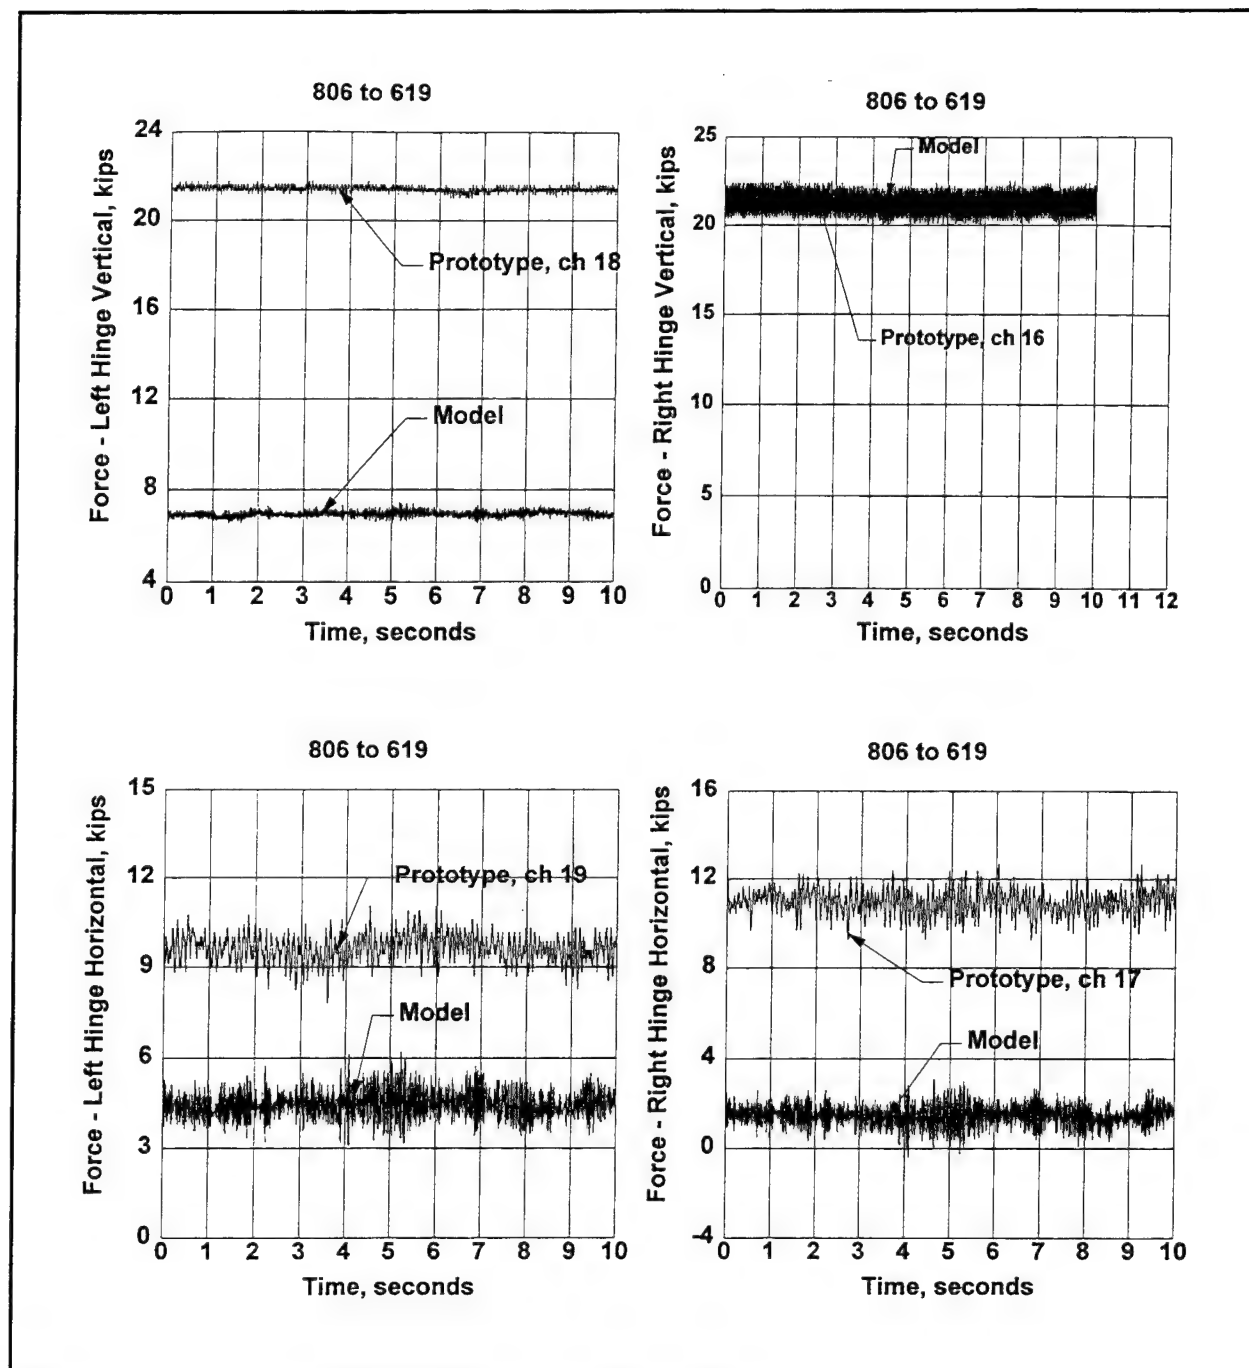 806 to 619
Force - Left Hinge Vertical, kips
24
20
16
12
8
4
Prototype, ch 18
Model
0 1 2 3 4 5 6 7 8 9 10
Time, seconds
806 to 619
Force - Right Hinge Vertical, kips
25
20
15
10
5
0
Model
Prototype, ch 16
0 1 2 3 4 5 6 7 8 9 10 11 12
Time, seconds
806 to 619
Force - Left Hinge Horizontal, kips
15
12
9
6
3
0
Prototype, ch 19
Model
0 1 2 3 4 5 6 7 8 9 10
Time, seconds
806 to 619
Force - Right Hinge Horizontal, kips
16
12
8
4
0
-4
Prototype, ch 17
Model
0 1 2 3 4 5 6 7 8 9 10
Time, seconds